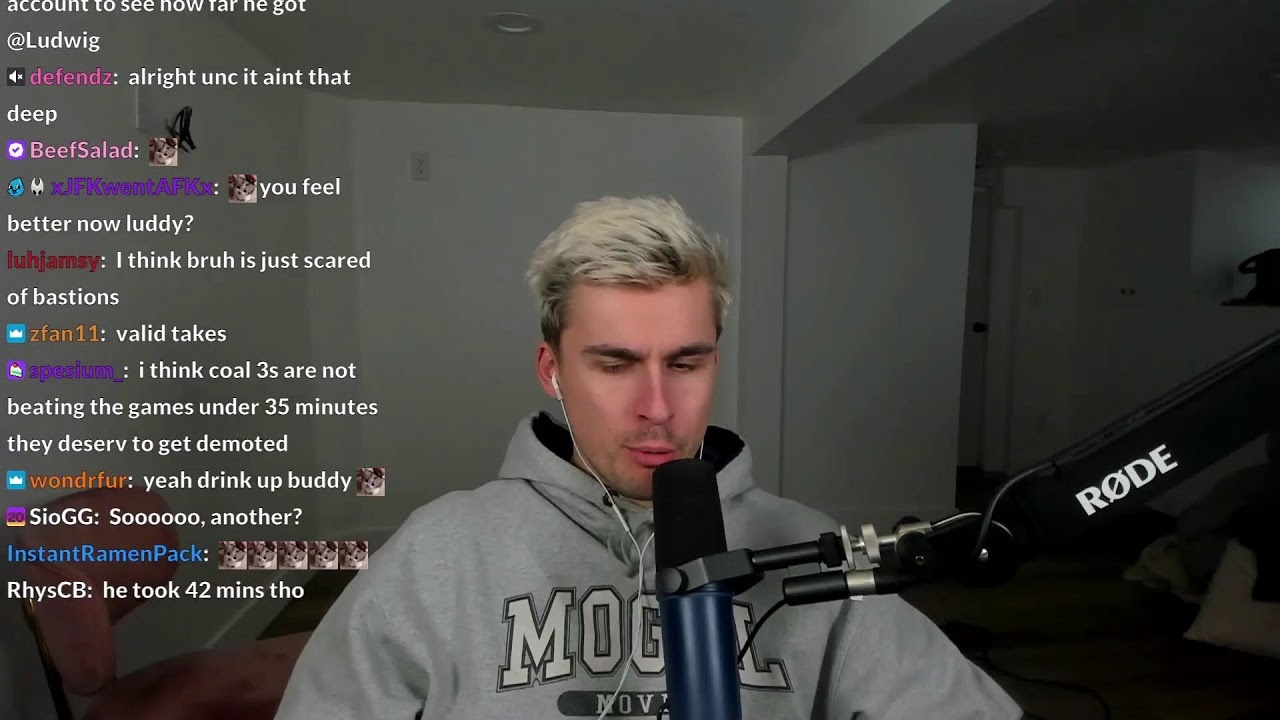 account to see how far he got
@Ludwig
defendz: alright unc it aint that
deep
BeefSalad:
xJFKwentAFKx: you feel
better now luddy?
luhjamsy: I think bruh is just scared
of bastions
zfan11: valid takes
spesium_: i think coal 3s are not
beating the games under 35 minutes
they deserv to get demoted
wondrfur: yeah drink up buddy
20 SioGG: Soooooo, another?
InstantRamenPack:
RhysCB: he took 42 mins tho
RØDE